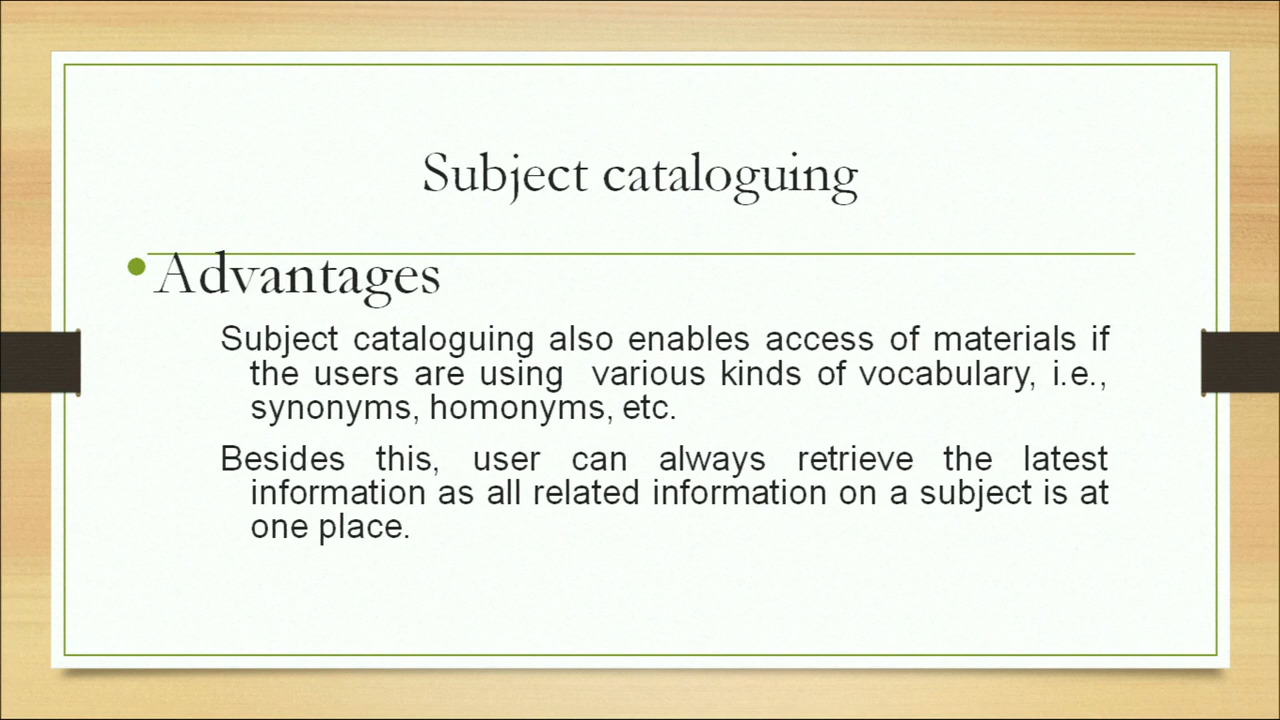 Subject cataloguing
• Advantages
Subject cataloguing also enables access of materials if
the users are using various kinds of vocabulary, i.e.,
synonyms, homonyms, etc.
Besides this, user can always retrieve the latest
information as all related information on a subject is at
one place.